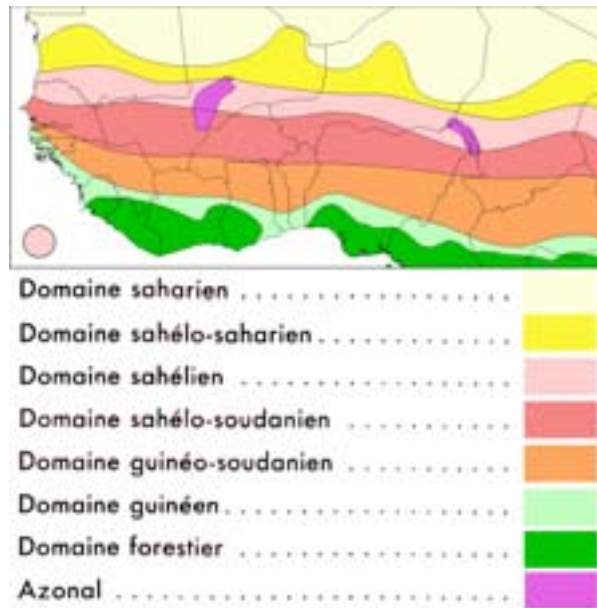 Domaine saharien
Domaine sahélo-saharien
Domaine sahélien
Domaine sahélo-soudanien
Domaine guinéo-soudanien
Domaine guinéen
Domaine forestier
Azonal